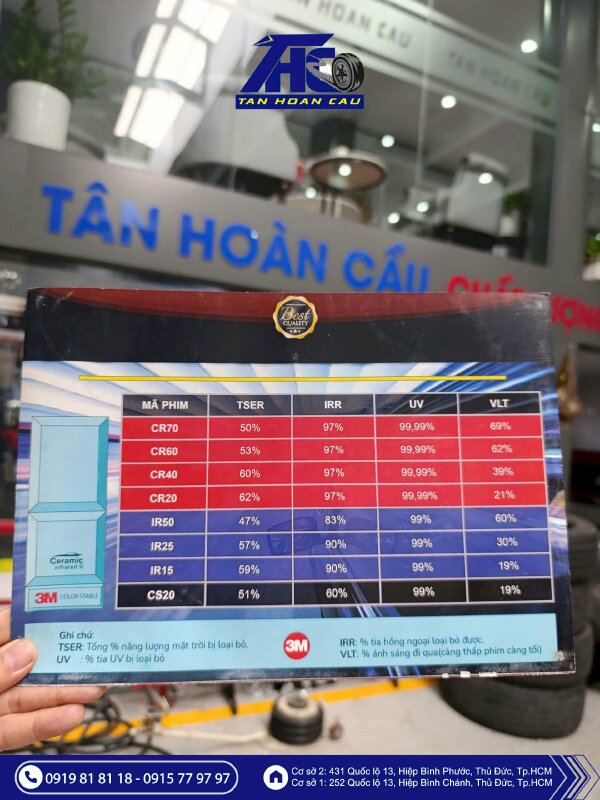 THC
TAN HOAN CAU
TÂN HOÀN CẦU
TÂN HOÀN CẦU CHẤT LƯỢNG
Best
QUALITY
MÃ PHIM TSER IRR UV VLT
CR70 50% 97% 99,99% 69%
CR60 53% 97% 99,99% 62%
CR40 60% 97% 99,99% 39%
CR20 62% 97% 99,99% 21%
IR50 47% 83% 99% 60%
IR25 57% 90% 99% 30%
IR15 59% 90% 99% 19%
CS20 51% 60% 99% 19%
Ceramic
infrared
3M COLOR STABLE
Ghi chú:
TSER: Tổng % năng lượng mặt trời bị loại bỏ.
UV : % tia UV bị loại bỏ
3M
IRR: % tia hồng ngoại loại bỏ được.
VLT: % ánh sáng đi qua(càng thấp phim càng tối)
0919 81 81 18 - 0915 77 97 97
Cơ sở 2: 431 Quốc lộ 13, Hiệp Bình Phước, Thủ Đức, Tp.HCM
Cơ sở 1: 252 Quốc lộ 13, Hiệp Bình Chánh, Thủ Đức, Tp.HCM